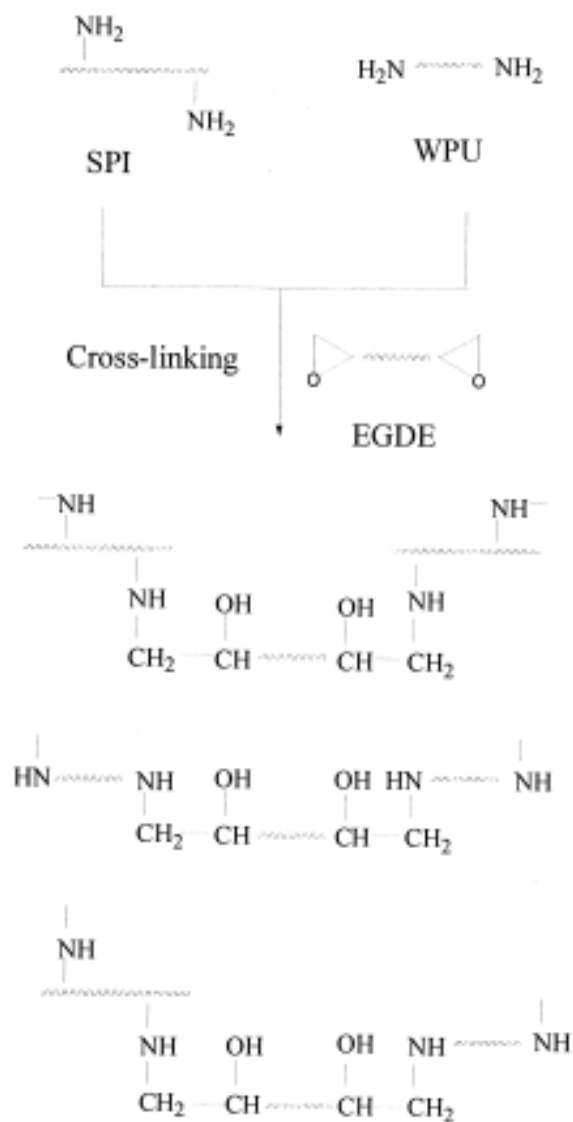 NH₂
H₂N NH₂
NH₂
SPI WPU
Cross-linking
O O
EGDE
NH NH
NH OH OH NH
CH₂ CH CH CH₂
HN NH OH OH HN NH
CH₂ CH CH CH₂
NH
NH OH OH NH NH
CH₂ CH CH CH₂